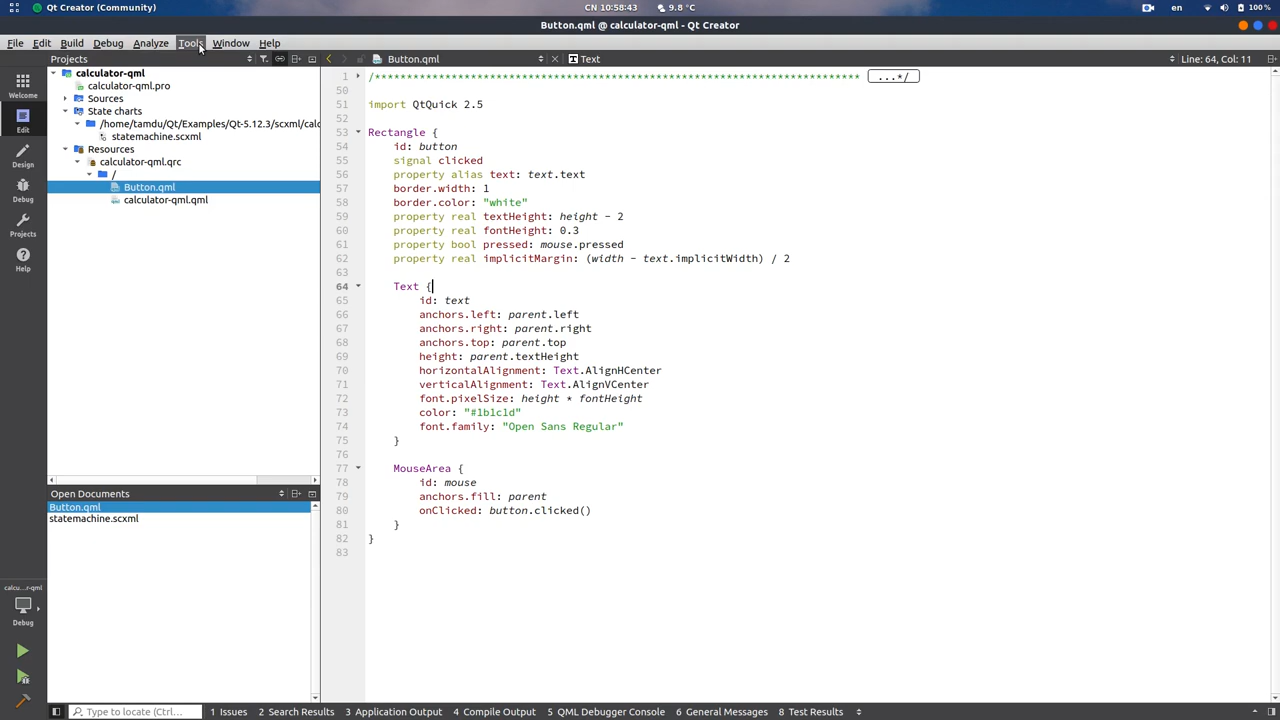 Qt Creator (Community)
CN 10:58:43
9.8 °C
en
100%
Button.qml @ calculator-qml - Qt Creator
File Edit Build Debug Analyze Tools Window Help
Projects
Button.qml
Text
Line: 64, Col: 11
Welcome
Edit
Design
Debug
Projects
Help
calculator-qml
calculator-qml.pro
Sources
State charts
/home/tamdu/Qt/Examples/Qt-5.12.3/scxml/calc
statemachine.scxml
Resources
calculator-qml.qrc
/
Button.qml
calculator-qml.qml
Open Documents
Button.qml
statemachine.scxml
calcu...r-qml
Debug
1 /**************************************************************************** ...*/
50
51 import QtQuick 2.5
52
53 Rectangle {
54 id: button
55 signal clicked
56 property alias text: text.text
57 border.width: 1
58 border.color: "white"
59 property real textHeight: height - 2
60 property real fontHeight: 0.3
61 property bool pressed: mouse.pressed
62 property real implicitMargin: (width - text.implicitWidth) / 2
63
64 Text {
65 id: text
66 anchors.left: parent.left
67 anchors.right: parent.right
68 anchors.top: parent.top
69 height: parent.textHeight
70 horizontalAlignment: Text.AlignHCenter
71 verticalAlignment: Text.AlignVCenter
72 font.pixelSize: height * fontHeight
73 color: "#1b1c1d"
74 font.family: "Open Sans Regular"
75 }
76
77 MouseArea {
78 id: mouse
79 anchors.fill: parent
80 onClicked: button.clicked()
81 }
82 }
83
Type to locate (Ctrl...
1 Issues 2 Search Results 3 Application Output 4 Compile Output 5 QML Debugger Console 6 General Messages 8 Test Results